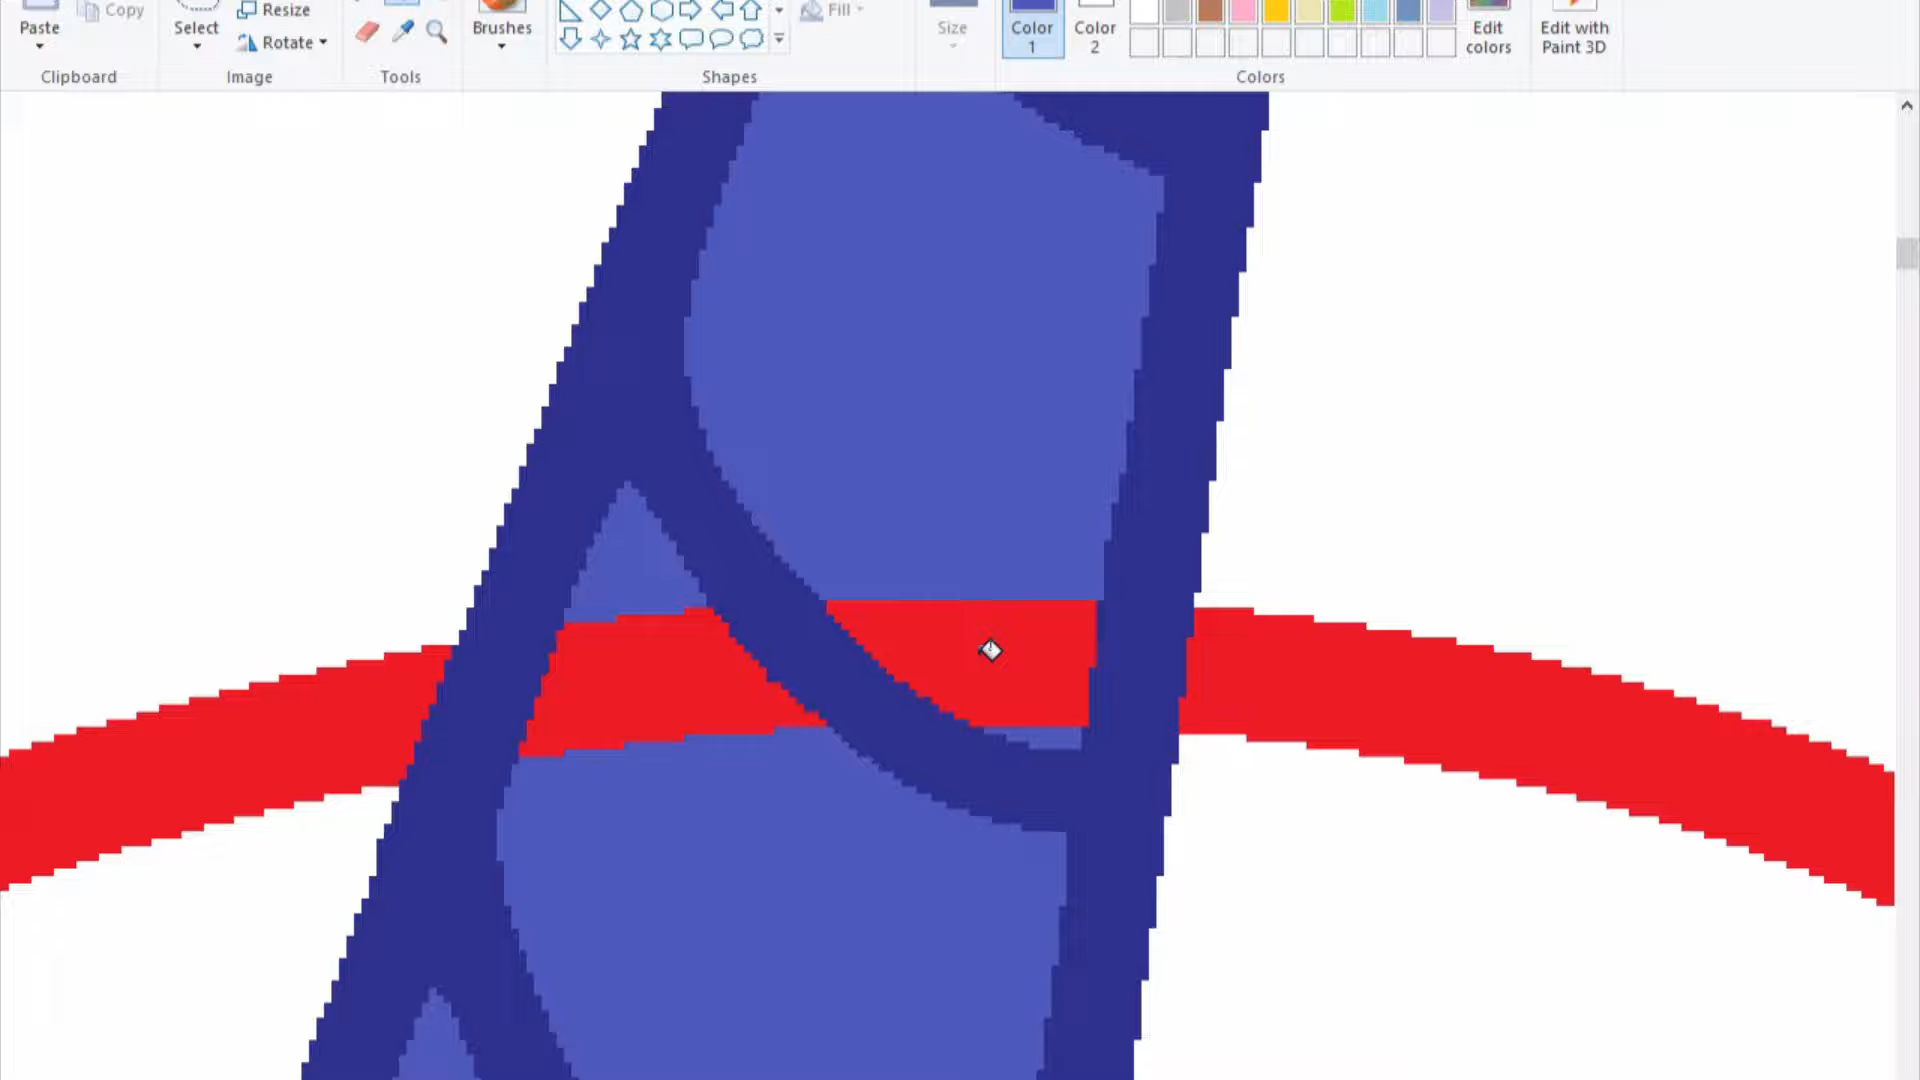 Paste
Copy
Clipboard
Select
Resize
Rotate
Image
Tools
Brushes
Fill
Shapes
Size
Color
1
Color
2
Edit
colors
Colors
Edit with
Paint 3D